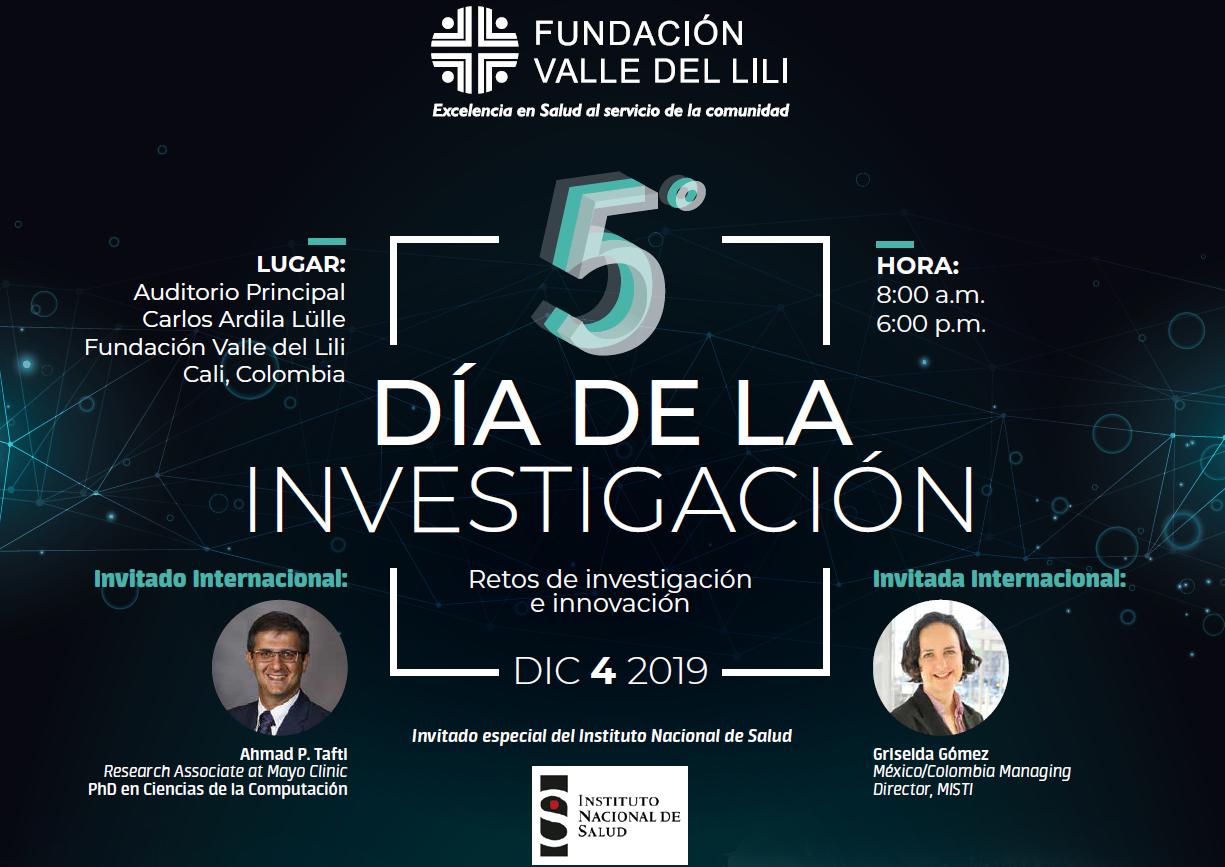 FUNDACIÓN
VALLE DEL LILI
Excelencia en Salud al servicio de la comunidad
5°
LUGAR:
Auditorio Principal
Carlos Ardila Lülle
Fundación Valle del Lili
Cali, Colombia
HORA:
8:00 a.m.
6:00 p.m.
DÍA DE LA
INVESTIGACIÓN
Retos de investigación
e innovación
DIC 4 2019
Invitado Internacional:
Ahmad P. Tafti
Research Associate at Mayo Clinic
PhD en Ciencias de la Computación
Invitada Internacional:
Griselda Gómez
México/Colombia Managing
Director, MISTI
Invitado especial del Instituto Nacional de Salud
INSTITUTO
NACIONAL DE
SALUD